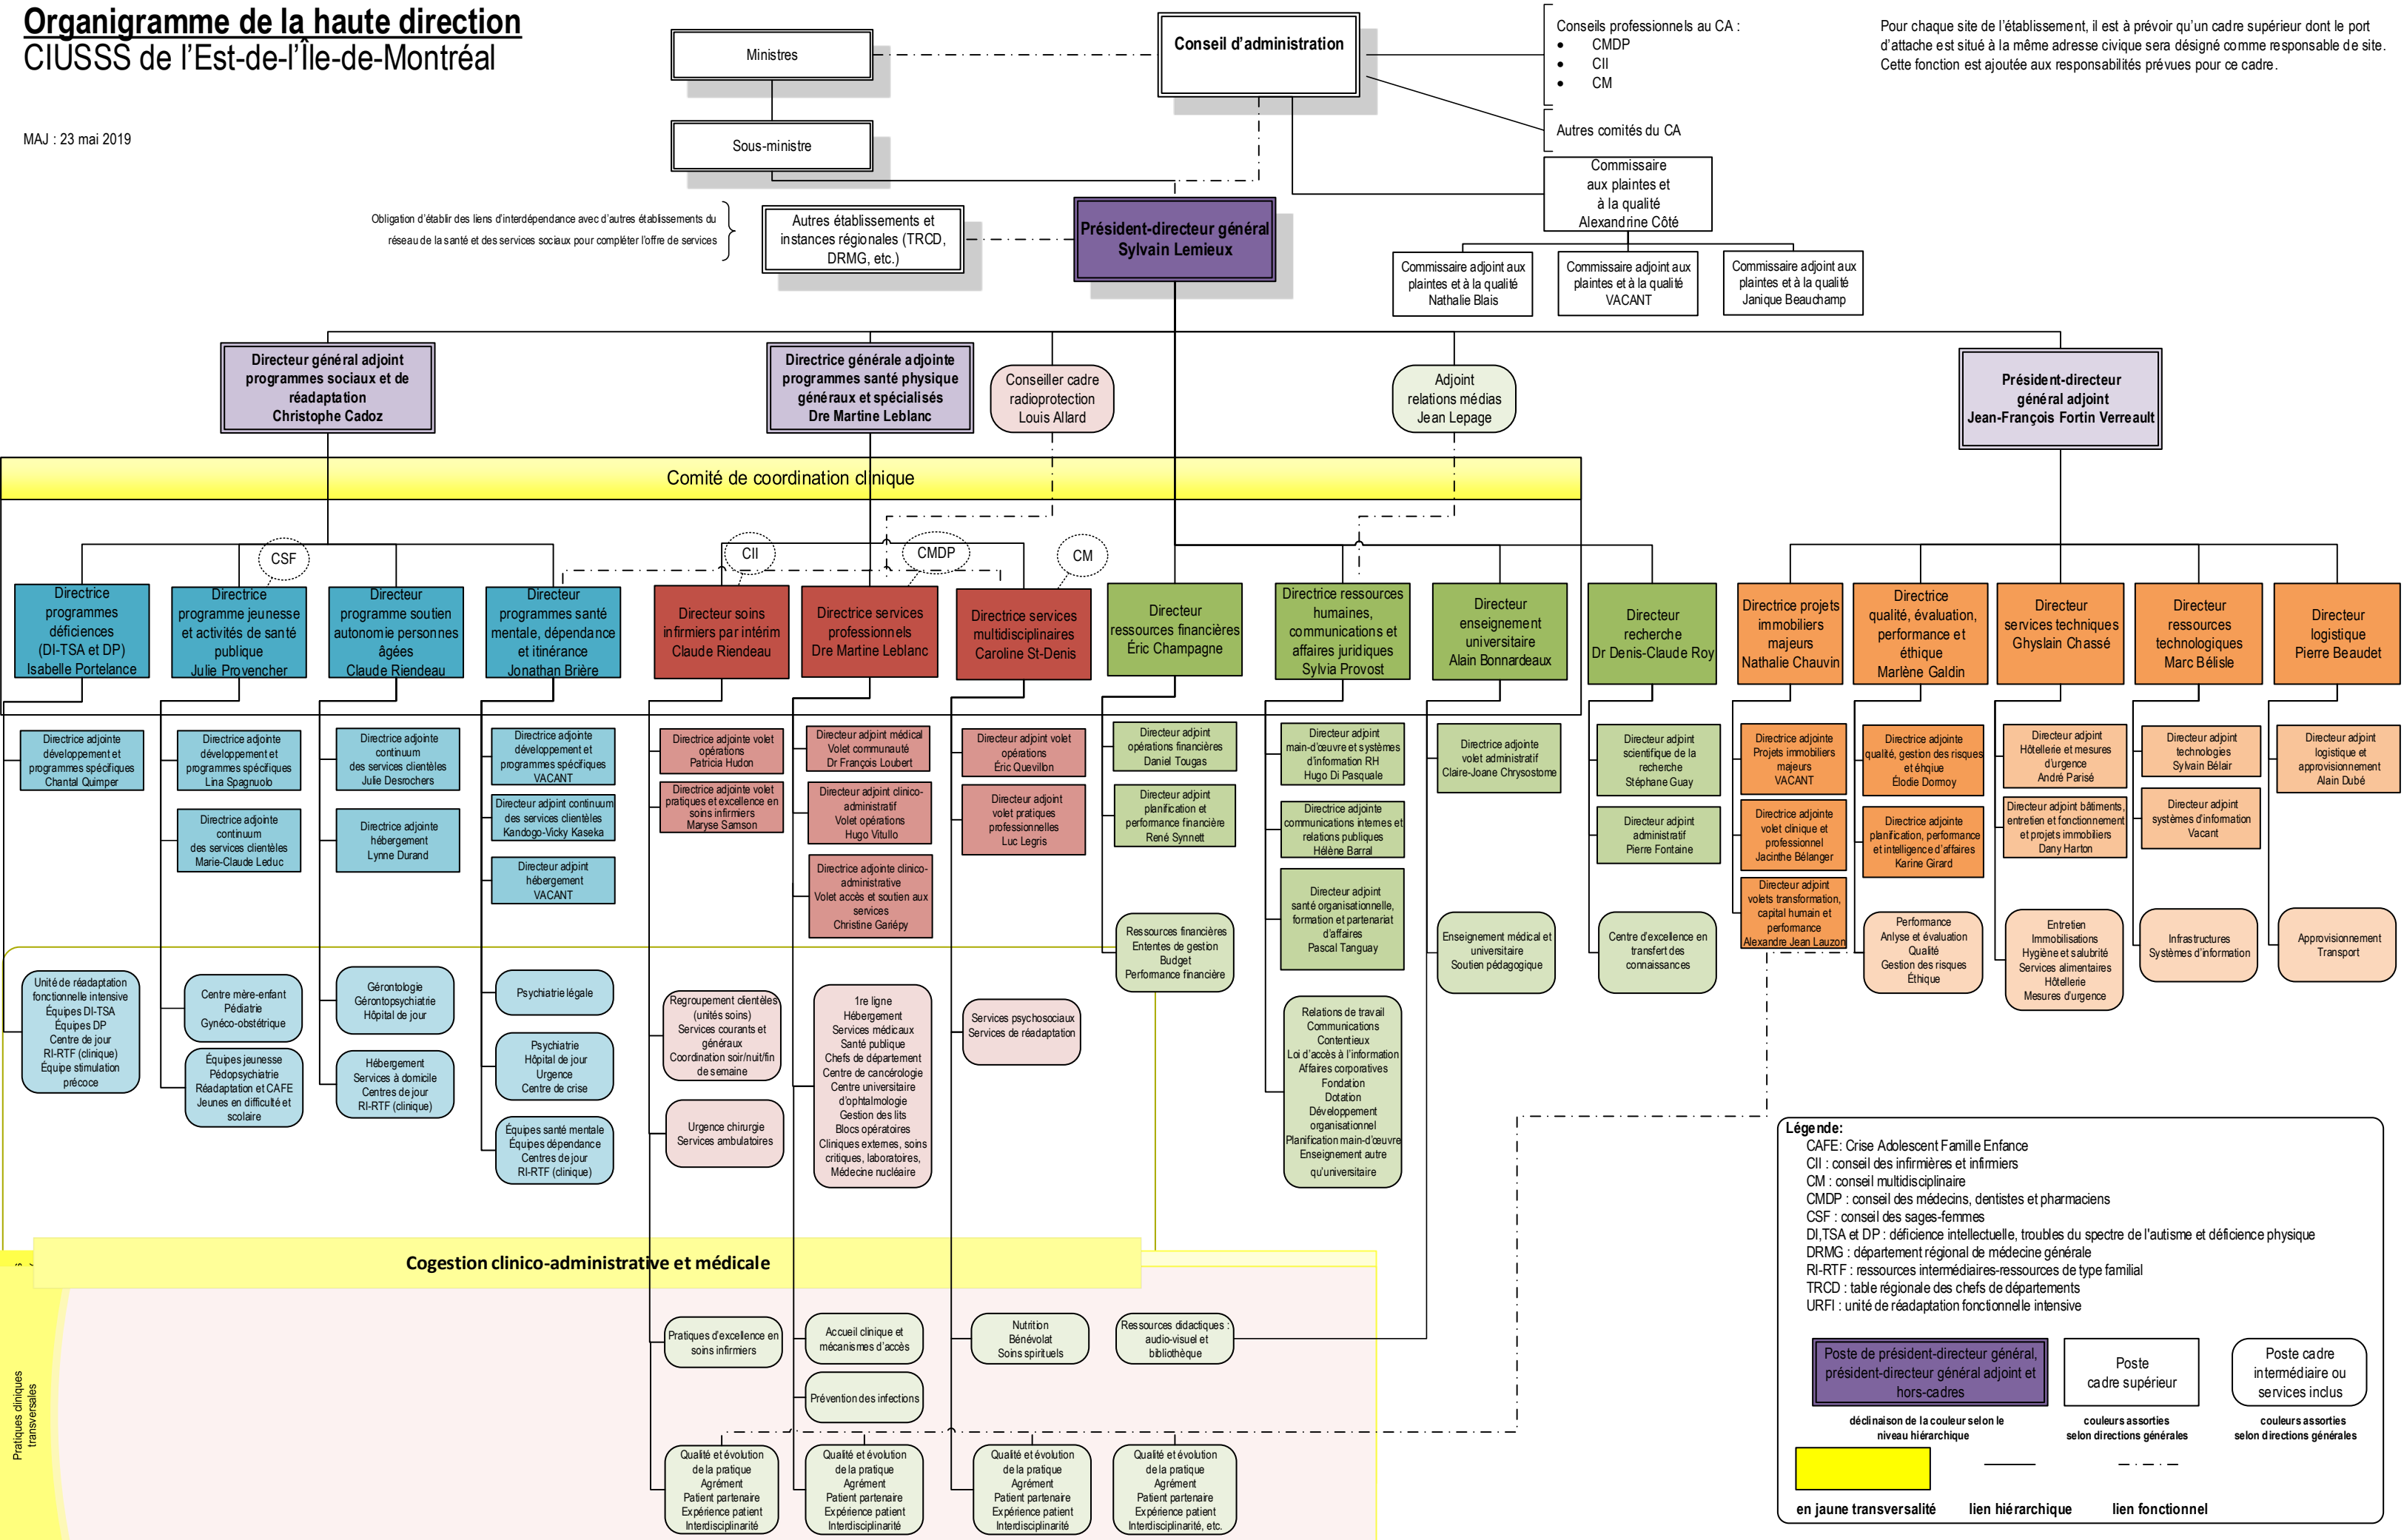 Organigramme de la haute direction
CIUSSS de l'Est-de-l'Île-de-Montréal
MAJ : 23 mai 2019
Ministres
Sous-ministre
Conseil d'administration
Conseils professionnels au CA :
• CMDP
• CII
• CM
Autres comités du CA
Pour chaque site de l'établissement, il est à prévoir qu'un cadre supérieur dont le port
d'attache est situé à la même adresse civique sera désigné comme responsable de site.
Cette fonction est ajoutée aux responsabilités prévues pour ce cadre.
Commissaire
aux plaintes et
à la qualité
Alexandrine Côté
Obligation d'établir des liens d'interdépendance avec d'autres établissements du
réseau de la santé et des services sociaux pour compléter l'offre de services
Autres établissements et
instances régionales (TRCD,
DRMG, etc.)
Président-directeur général
Sylvain Lemieux
Commissaire adjoint aux
plaintes et à la qualité
Nathalie Blais
Commissaire adjoint aux
plaintes et à la qualité
VACANT
Commissaire adjoint aux
plaintes et à la qualité
Janique Beauchamp
Directeur général adjoint
programmes sociaux et de
réadaptation
Christophe Cadoz
Directrice générale adjointe
programmes santé physique
généraux et spécialisés
Dre Martine Leblanc
Conseiller cadre
radioprotection
Louis Allard
Adjoint
relations médias
Jean Lepage
Président-directeur
général adjoint
Jean-François Fortin Verreault
Comité de coordination clinique
CSF
CII
CMDP
CM
Directrice
programmes
déficiences
(DI-TSA et DP)
Isabelle Portelance
Directrice
programme jeunesse
et activités de santé
publique
Julie Provencher
Directeur
programme soutien
autonomie personnes
âgées
Claude Riendeau
Directeur
programmes santé
mentale, dépendance
et itinérance
Jonathan Brière
Directeur soins
infirmiers par intérim
Claude Riendeau
Directrice services
professionnels
Dre Martine Leblanc
Directrice services
multidisciplinaires
Caroline St-Denis
Directeur
ressources financières
Éric Champagne
Directrice ressources
humaines,
communications et
affaires juridiques
Sylvia Provost
Directeur
enseignement
universitaire
Alain Bonnardeaux
Directeur
recherche
Dr Denis-Claude Roy
Directrice projets
immobiliers
majeurs
Nathalie Chauvin
Directrice
qualité, évaluation,
performance et
éthique
Marlène Galdin
Directeur
services techniques
Ghyslain Chassé
Directeur
ressources
technologiques
Marc Bélisle
Directeur
logistique
Pierre Beaudet
Directrice adjointe
développement et
programmes spécifiques
Chantal Quimper
Directrice adjointe
développement et
programmes spécifiques
Lina Spagnuolo
Directrice adjointe
continuum
des services clientèles
Marie-Claude Leduc
Directrice adjointe
continuum
des services clientèles
Julie Desrochers
Directrice adjointe
hébergement
Lynne Durand
Directrice adjointe
développement et
programmes spécifiques
VACANT
Directeur adjoint continuum
des services clientèles
Kandogo-Vicky Kaseka
Directeur adjoint
hébergement
VACANT
Directrice adjointe volet
opérations
Patricia Hudon
Directrice adjointe volet
pratiques et excellence en
soins infirmiers
Maryse Samson
Directeur adjoint médical
Volet communauté
Dr François Loubert
Directeur adjoint clinico-
administratif
Volet opérations
Hugo Vitullo
Directrice adjointe clinico-
administrative
Volet accès et soutien aux
services
Christine Gariépy
Directeur adjoint volet
opérations
Éric Quevillon
Directeur adjoint
volet pratiques
professionnelles
Luc Legris
Directeur adjoint
opérations financières
Daniel Tougas
Directeur adjoint
planification et
performance financière
René Synnett
Directeur adjoint
main-d'œuvre et systèmes
d'information RH
Hugo Di Pasquale
Directrice adjointe
communications internes et
relations publiques
Hélène Barral
Directeur adjoint
santé organisationnelle,
formation et partenariat
d'affaires
Pascal Tanguay
Directrice adjointe
volet administratif
Claire-Joane Chrysostome
Directeur adjoint
scientifique de la
recherche
Stéphane Guay
Directeur adjoint
administratif
Pierre Fontaine
Directrice adjointe
Projets immobiliers
majeurs
VACANT
Directrice adjointe
volet clinique et
professionnel
Jacinthe Bélanger
Directeur adjoint
volets transformation,
capital humain et
performance
Alexandre Jean Lauzon
Directrice adjointe
qualité, gestion des risques
et éhqiue
Élodie Dormoy
Directrice adjointe
planification, performance
et intelligence d'affaires
Karine Girard
Directeur adjoint
Hôtellerie et mesures
d'urgence
André Parisé
Directeur adjoint bâtiments,
entretien et fonctionnement
et projets immobiliers
Dany Harton
Directeur adjoint
technologies
Sylvain Bélair
Directeur adjoint
systèmes d'information
Vacant
Directeur adjoint
logistique et
approvisionnement
Alain Dubé
Unité de réadaptation
fonctionnelle intensive
Équipes DI-TSA
Équipes DP
Centre de jour
RI-RTF (clinique)
Équipe stimulation
précoce
Centre mère-enfant
Pédiatrie
Gynéco-obstétrique
Équipes jeunesse
Pédopsychiatrie
Réadaptation et CAFE
Jeunes en difficulté et
scolaire
Gérontologie
Gérontopsychiatrie
Hôpital de jour
Hébergement
Services à domicile
Centres de jour
RI-RTF (clinique)
Psychiatrie légale
Psychiatrie
Hôpital de jour
Urgence
Centre de crise
Équipes santé mentale
Équipes dépendance
Centres de jour
RI-RTF (clinique)
Regroupement clientèles
(unités soins)
Services courants et
généraux
Coordination soir/nuit/fin
de semaine
Urgence chirurgie
Services ambulatoires
1re ligne
Hébergement
Services médicaux
Santé publique
Chefs de département
Centre de cancérologie
Centre universitaire
d'ophtalmologie
Gestion des lits
Blocs opératoires
Cliniques externes, soins
critiques, laboratoires,
Médecine nucléaire
Services psychosociaux
Services de réadaptation
Ressources financières
Ententes de gestion
Budget
Performance financière
Relations de travail
Communications
Contentieux
Loi d'accès à l'information
Affaires corporatives
Fondation
Dotation
Développement
organisationnel
Planification main-d'œuvre
Enseignement autre
qu'universitaire
Enseignement médical et
universitaire
Soutien pédagogique
Centre d'excellence en
transfert des
connaissances
Performance
Anlyse et évaluation
Qualité
Gestion des risques
Éthique
Entretien
Immobilisations
Hygiène et salubrité
Services alimentaires
Hôtellerie
Mesures d'urgence
Infrastructures
Systèmes d'information
Approvisionnement
Transport
Cogestion clinico-administrative et médicale
Pratiques cliniques
transversales
Pratiques d'excellence en
soins infirmiers
Accueil clinique et
mécanismes d'accès
Prévention des infections
Nutrition
Bénévolat
Soins spirituels
Ressources didactiques :
audio-visuel et
bibliothèque
Qualité et évolution
de la pratique
Agrément
Patient partenaire
Expérience patient
Interdisciplinarité
Qualité et évolution
de la pratique
Agrément
Patient partenaire
Expérience patient
Interdisciplinarité
Qualité et évolution
de la pratique
Agrément
Patient partenaire
Expérience patient
Interdisciplinarité
Qualité et évolution
de la pratique
Agrément
Patient partenaire
Expérience patient
Interdisciplinarité, etc.
Légende:
CAFE: Crise Adolescent Famille Enfance
CII : conseil des infirmières et infirmiers
CM : conseil multidisciplinaire
CMDP : conseil des médecins, dentistes et pharmaciens
CSF : conseil des sages-femmes
DI,TSA et DP : déficience intellectuelle, troubles du spectre de l'autisme et déficience physique
DRMG : département régional de médecine générale
RI-RTF : ressources intermédiaires-ressources de type familial
TRCD : table régionale des chefs de départements
URFI : unité de réadaptation fonctionnelle intensive
Poste de président-directeur général,
président-directeur général adjoint et
hors-cadres
Poste
cadre supérieur
Poste cadre
intermédiaire ou
services inclus
déclinaison de la couleur selon le
niveau hiérarchique
couleurs assorties
selon directions générales
couleurs assorties
selon directions générales
en jaune transversalité
lien hiérarchique
lien fonctionnel